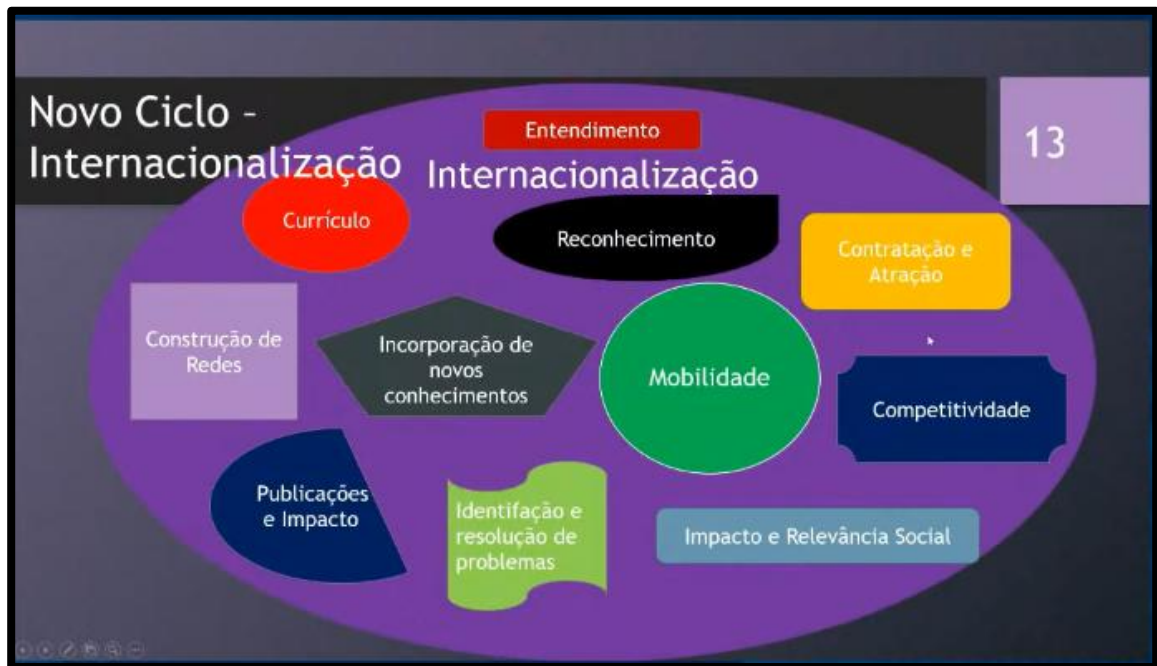 Novo Ciclo –
Internacionalização
13
Entendimento
Internacionalização
Currículo
Reconhecimento
Contratação e
Atração
Construção de
Redes
Incorporação de
novos
conhecimentos
Mobilidade
Competitividade
Publicações
e Impacto
Identifação e
resolução de
problemas
Impacto e Relevância Social